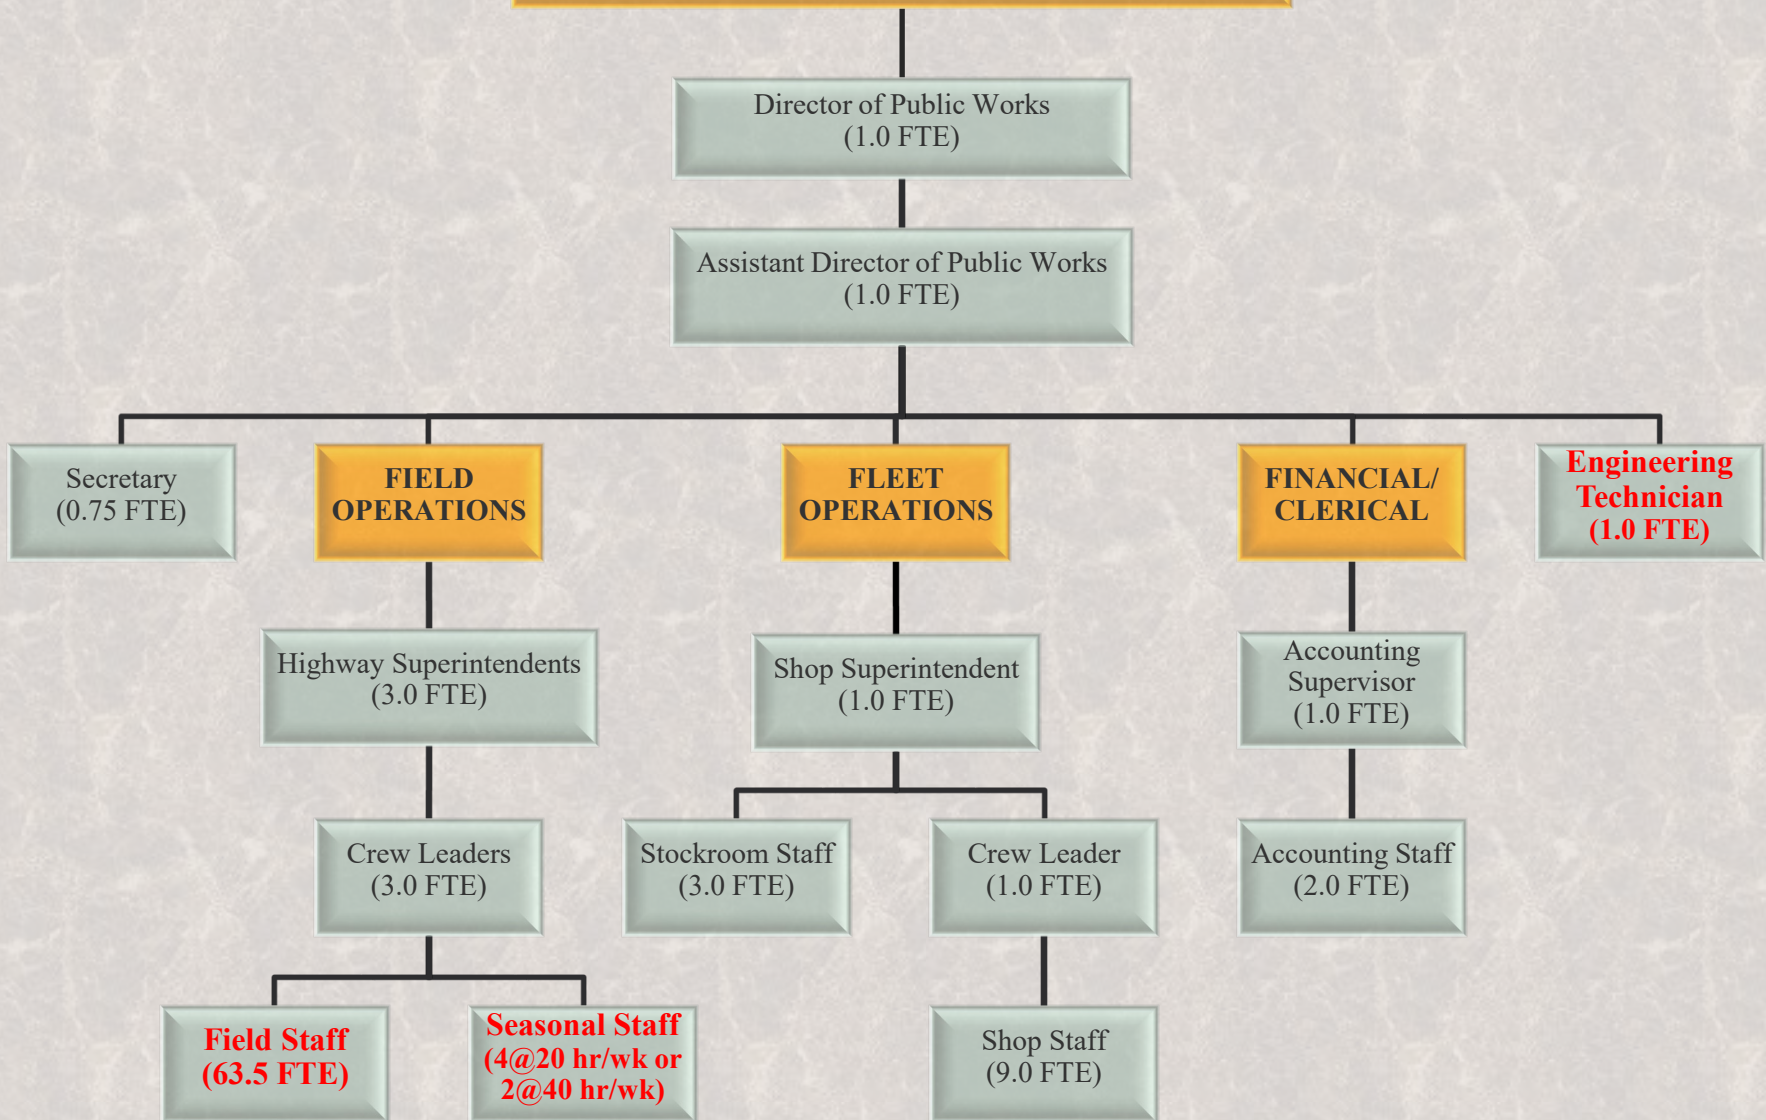 Director of Public Works
(1.0 FTE)
Assistant Director of Public Works
(1.0 FTE)
Secretary
(0.75 FTE)
FIELD
OPERATIONS
FLEET
OPERATIONS
FINANCIAL/
CLERICAL
Engineering
Technician
(1.0 FTE)
Highway Superintendents
(3.0 FTE)
Shop Superintendent
(1.0 FTE)
Accounting
Supervisor
(1.0 FTE)
Crew Leaders
(3.0 FTE)
Stockroom Staff
(3.0 FTE)
Crew Leader
(1.0 FTE)
Accounting Staff
(2.0 FTE)
Field Staff
(63.5 FTE)
Seasonal Staff
(4@20 hr/wk or
2@40 hr/wk)
Shop Staff
(9.0 FTE)